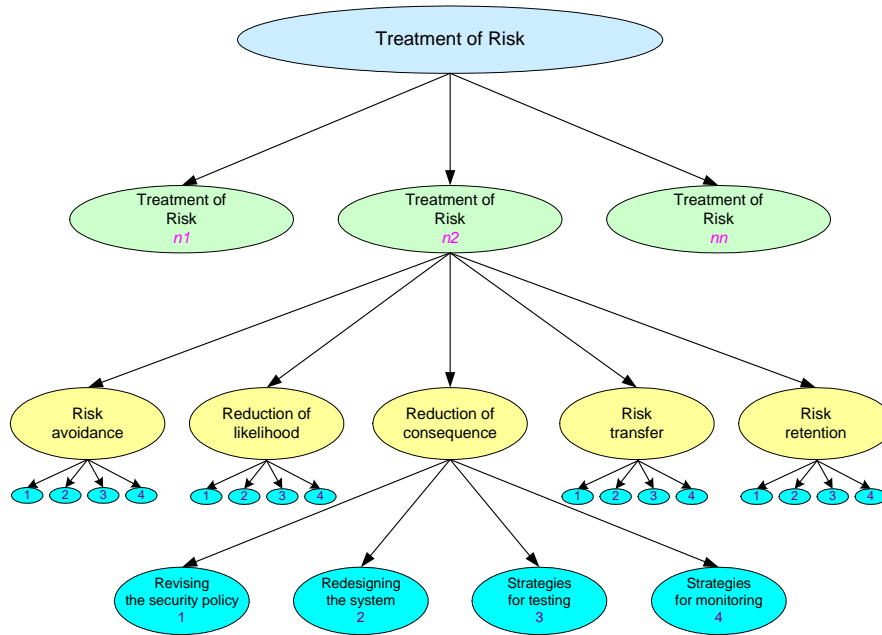 Treatment of Risk
Treatment of
Risk
n1
Treatment of
Risk
n2
Treatment of
Risk
nn
Risk
avoidance
Reduction of
likelihood
Reduction of
consequence
Risk
transfer
Risk
retention
1 2 3 4
1 2 3 4
1 2 3 4
1 2 3 4
Revising
the security policy
1
Redesigning
the system
2
Strategies
for testing
3
Strategies
for monitoring
4